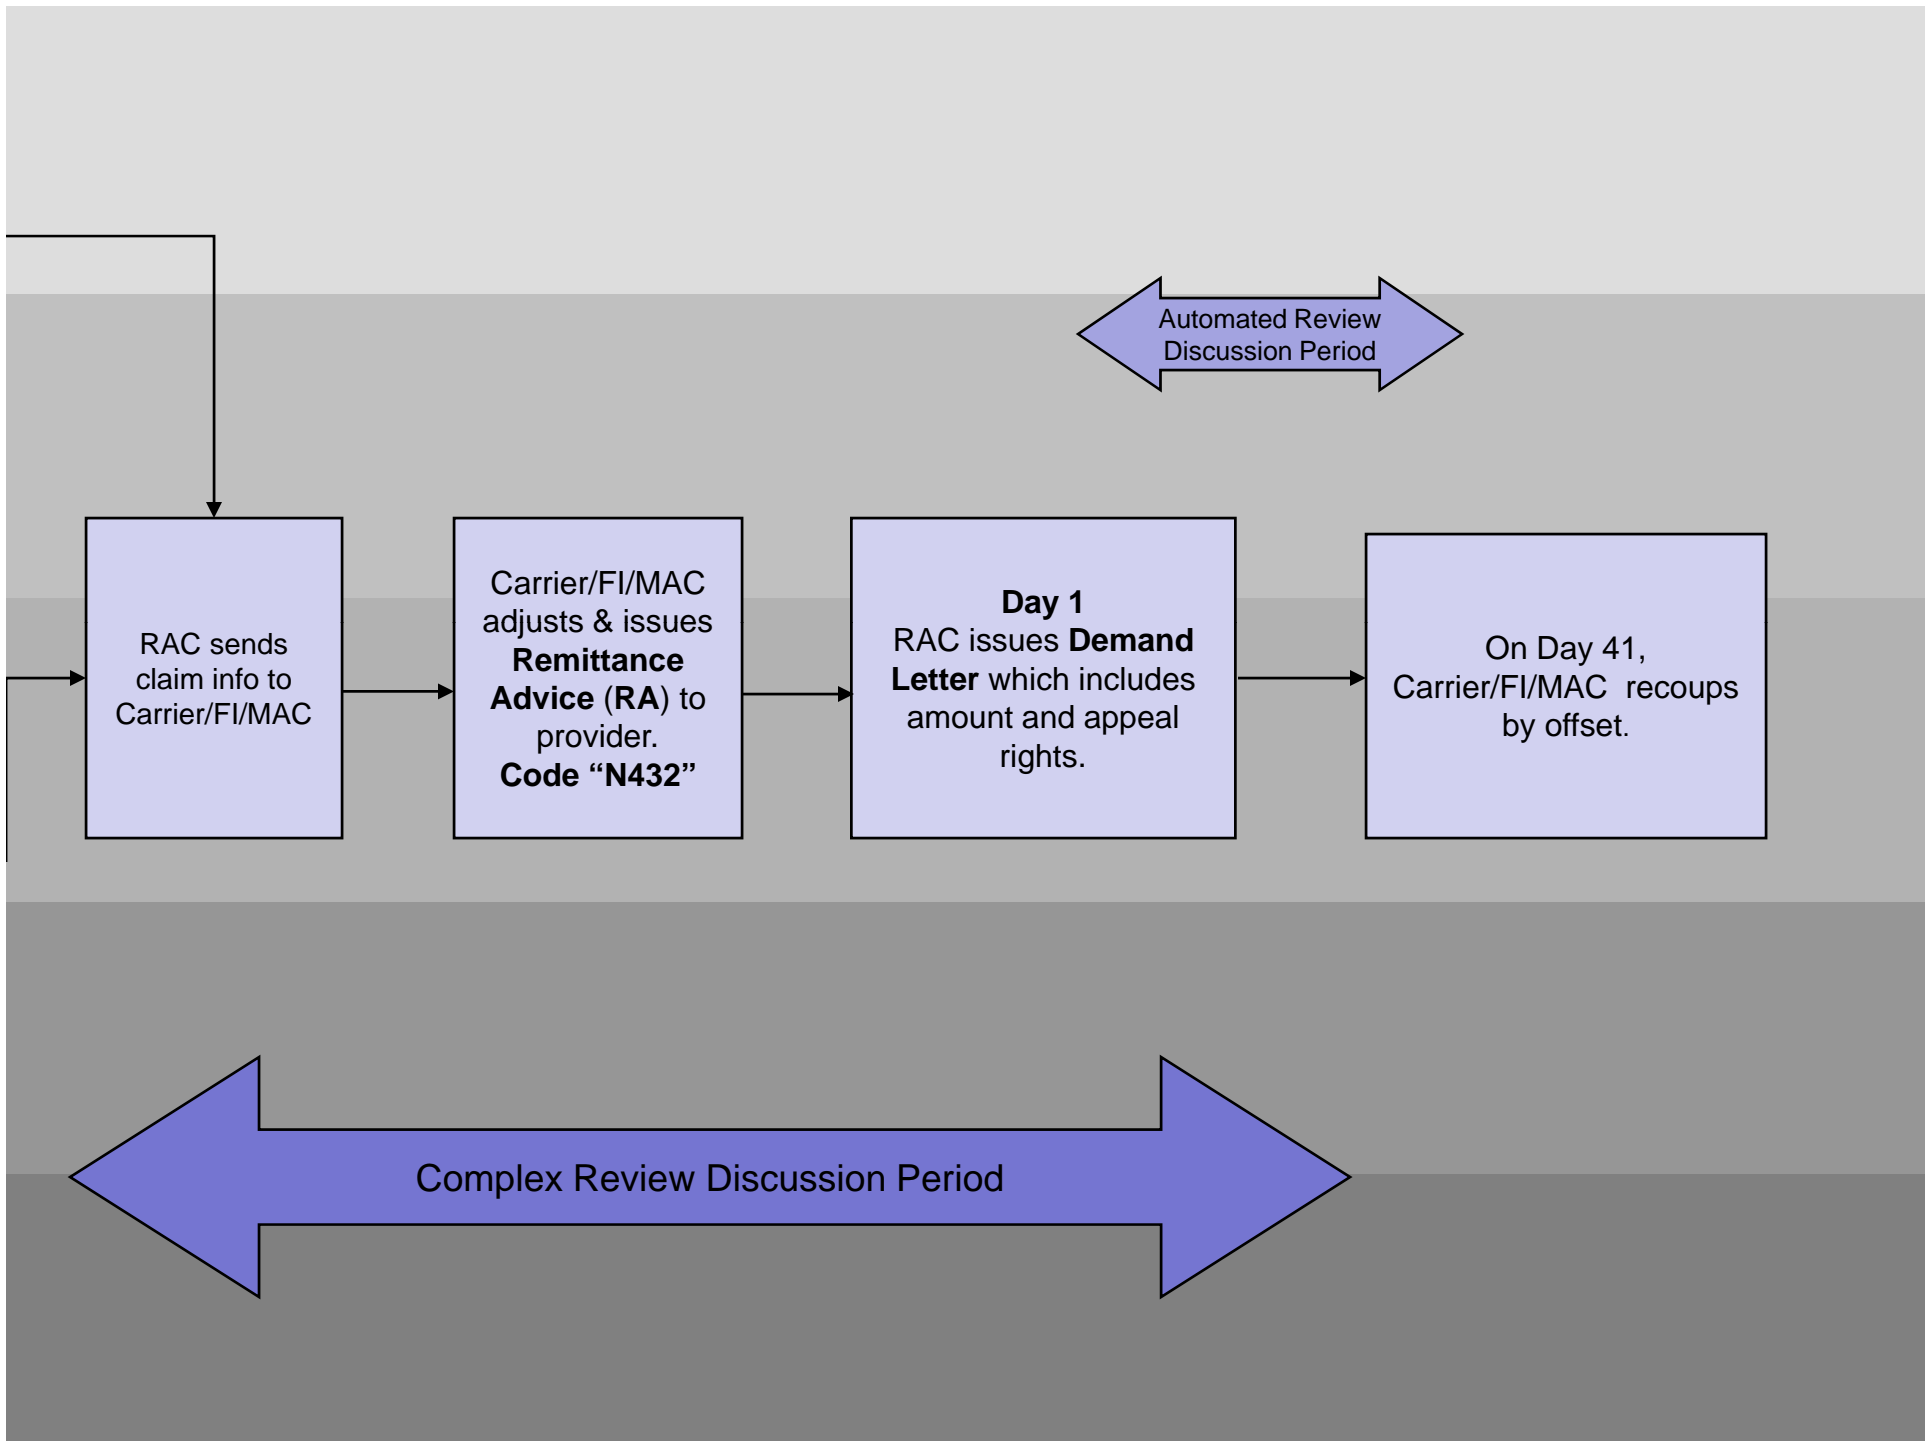 Automated Review
Discussion Period
RAC sends
claim info to
Carrier/FI/MAC
Carrier/FI/MAC
adjusts & issues
Remittance
Advice (RA) to
provider.
Code “N432”
Day 1
RAC issues Demand
Letter which includes
amount and appeal
rights.
On Day 41,
Carrier/FI/MAC  recoups
by offset.
Complex Review Discussion Period